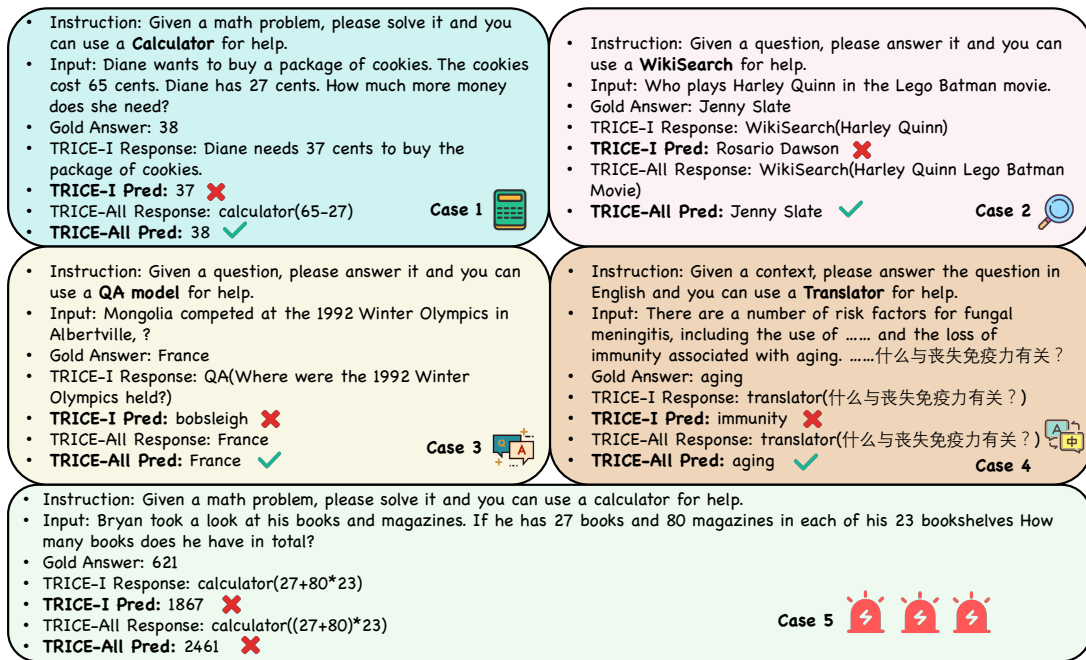 • Instruction: Given a math problem, please solve it and you
can use a Calculator for help.
• Input: Diane wants to buy a package of cookies. The cookies
cost 65 cents. Diane has 27 cents. How much more money
does she need?
• Gold Answer: 38
• TRICE-I Response: Diane needs 37 cents to buy the
package of cookies.
• TRICE-I Pred: 37
• TRICE-All Response: calculator(65-27)
• TRICE-All Pred: 38
Case 1
• Instruction: Given a question, please answer it and you can
use a WikiSearch for help.
• Input: Who plays Harley Quinn in the Lego Batman movie.
• Gold Answer: Jenny Slate
• TRICE-I Response: WikiSearch(Harley Quinn)
• TRICE-I Pred: Rosario Dawson
• TRICE-All Response: WikiSearch(Harley Quinn Lego Batman
Movie)
• TRICE-All Pred: Jenny Slate
Case 2
• Instruction: Given a question, please answer it and you can
use a QA model for help.
• Input: Mongolia competed at the 1992 Winter Olympics in
Albertville, ?
• Gold Answer: France
• TRICE-I Response: QA(Where were the 1992 Winter
Olympics held?)
• TRICE-I Pred: bobsleigh
• TRICE-All Response: France
• TRICE-All Pred: France
Case 3
Q
A
• Instruction: Given a context, please answer the question in
English and you can use a Translator for help.
• Input: There are a number of risk factors for fungal
meningitis, including the use of …… and the loss of
immunity associated with aging. ……什么与丧失免疫力有关？
• Gold Answer: aging
• TRICE-I Response: translator(什么与丧失免疫力有关？)
• TRICE-I Pred: immunity
• TRICE-All Response: translator(什么与丧失免疫力有关？)
• TRICE-All Pred: aging
Case 4
A
中
• Instruction: Given a math problem, please solve it and you can use a calculator for help.
• Input: Bryan took a look at his books and magazines. If he has 27 books and 80 magazines in each of his 23 bookshelves How
many books does he have in total?
• Gold Answer: 621
• TRICE-I Response: calculator(27+80*23)
• TRICE-I Pred: 1867
• TRICE-All Response: calculator((27+80)*23)
• TRICE-All Pred: 2461
Case 5